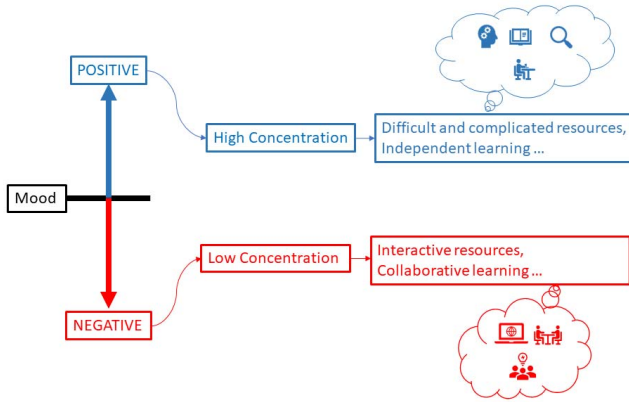 POSITIVE
High Concentration
Difficult and complicated resources,
Independent learning ...
Mood
Low Concentration
Interactive resources,
Collaborative learning ...
NEGATIVE